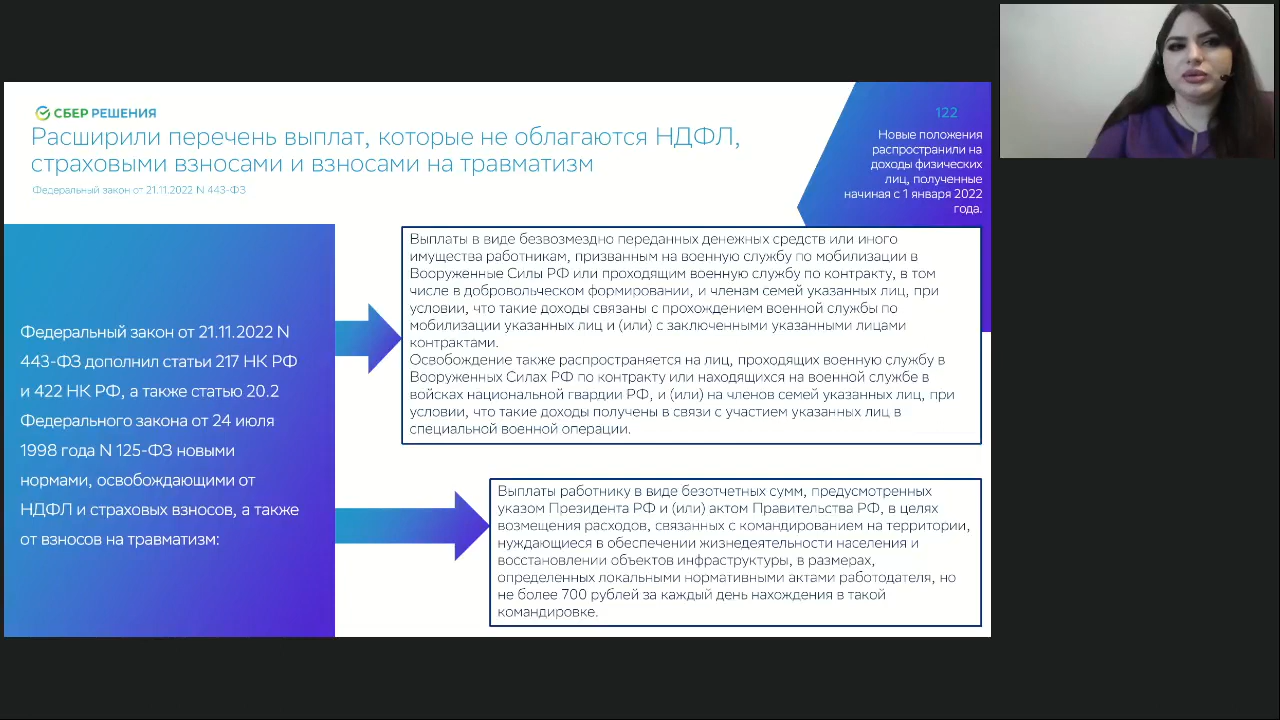 СБЕР РЕШЕНИЯ
Расширили перечень выплат, которые не облагаются НДФЛ,
страховыми взносами и взносами на травматизм
Федеральный закон от 21.11.2022 N 443-ФЗ
122
Новые положения
распространили на
доходы физических
лиц, полученные
начиная с 1 января 2022
года.
Федеральный закон от 21.11.2022 N
443-ФЗ дополнил статьи 217 НК РФ
и 422 НК РФ, а также статью 20.2
Федерального закона от 24 июля
1998 года N 125-ФЗ новыми
нормами, освобождающими от
НДФЛ и страховых взносов, а также
от взносов на травматизм:
Выплаты в виде безвозмездно переданных денежных средств или иного
имущества работникам, призванным на военную службу по мобилизации в
Вооруженные Силы РФ или проходящим военную службу по контракту, в том
числе в добровольческом формировании, и членам семей указанных лиц, при
условии, что такие доходы связаны с прохождением военной службы по
мобилизации указанных лиц и (или) с заключенными указанными лицами
контрактами.
Освобождение также распространяется на лиц, проходящих военную службу в
Вооруженных Силах РФ по контракту или находящихся на военной службе в
войсках национальной гвардии РФ, и (или) на членов семей указанных лиц, при
условии, что такие доходы получены в связи с участием указанных лиц в
специальной военной операции.
Выплаты работнику в виде безотчетных сумм, предусмотренных
указом Президента РФ и (или) актом Правительства РФ, в целях
возмещения расходов, связанных с командированием на территории,
нуждающиеся в обеспечении жизнедеятельности населения и
восстановлении объектов инфраструктуры, в размерах,
определенных локальными нормативными актами работодателя, но
не более 700 рублей за каждый день нахождения в такой
командировке.